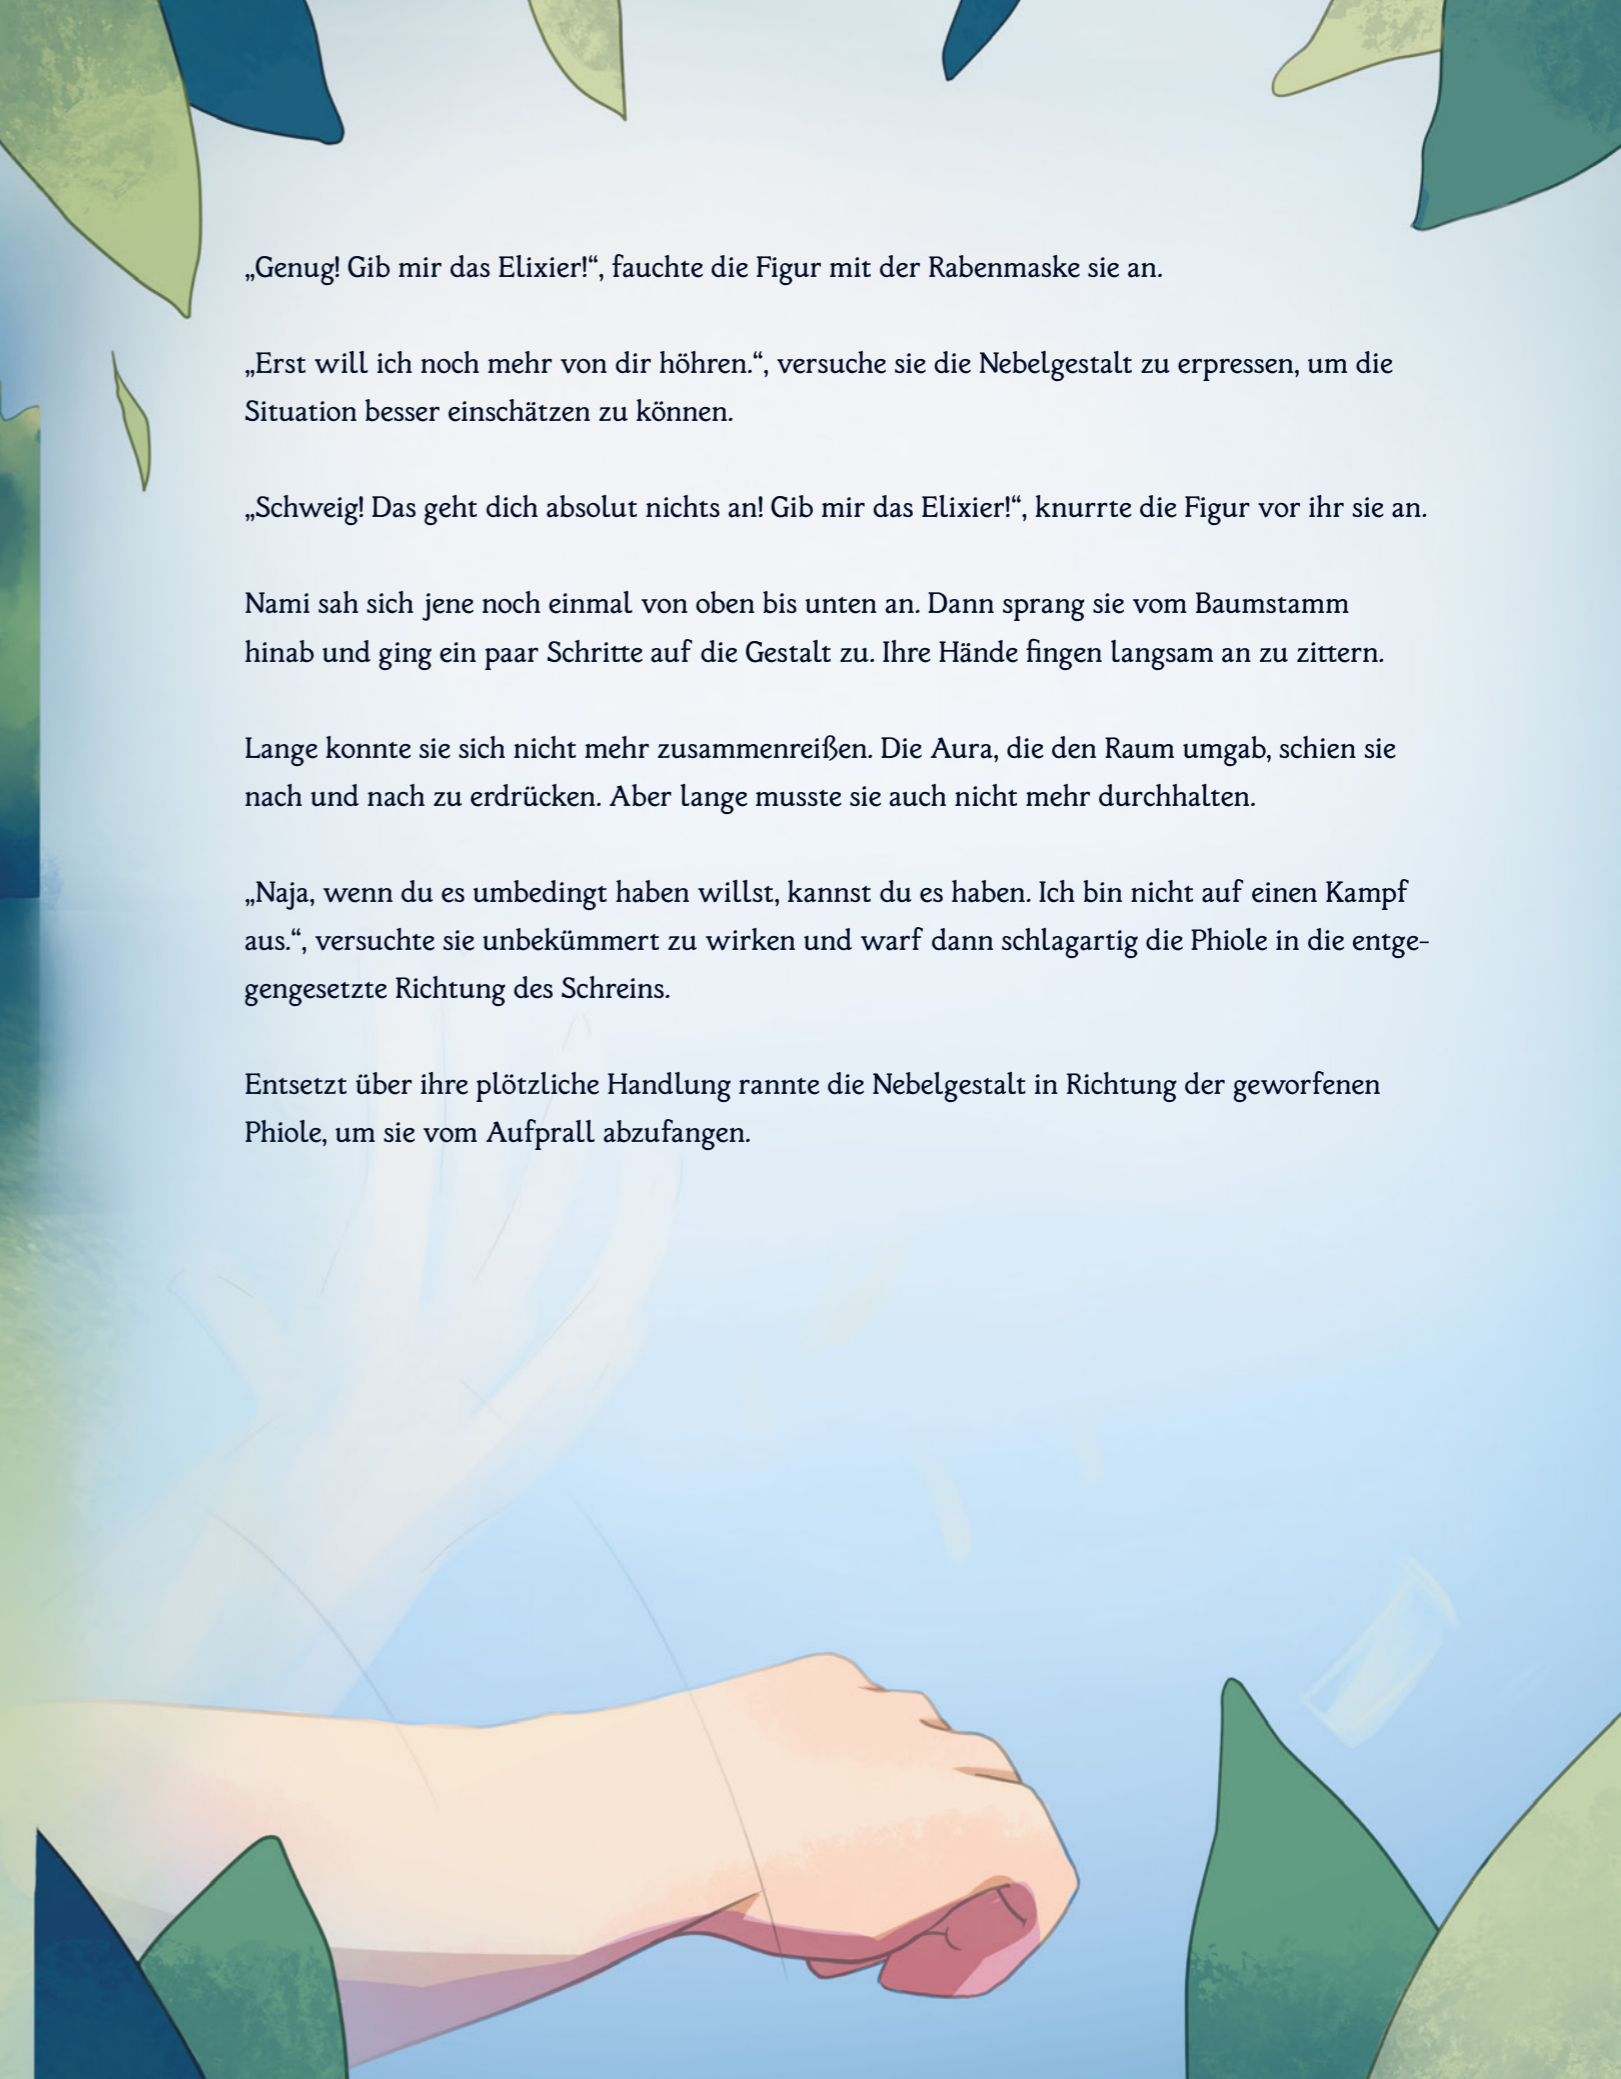 „Genug! Gib mir das Elixier!“, fauchte die Figur mit der Rabenmaske sie an.
„Erst will ich noch mehr von dir höhren.“, versuche sie die Nebelgestalt zu erpressen, um die
Situation besser einschätzen zu können.
„Schweig! Das geht dich absolut nichts an! Gib mir das Elixier!“, knurrte die Figur vor ihr sie an.
Nami sah sich jene noch einmal von oben bis unten an. Dann sprang sie vom Baumstamm
hinab und ging ein paar Schritte auf die Gestalt zu. Ihre Hände fingen langsam an zu zittern.
Lange konnte sie sich nicht mehr zusammenreißen. Die Aura, die den Raum umgab, schien sie
nach und nach zu erdrücken. Aber lange musste sie auch nicht mehr durchhalten.
„Naja, wenn du es umbedingt haben willst, kannst du es haben. Ich bin nicht auf einen Kampf
aus.“, versuchte sie unbekümmert zu wirken und warf dann schlagartig die Phiole in die entge-
gengesetzte Richtung des Schreins.
Entsetzt über ihre plötzliche Handlung rannte die Nebelgestalt in Richtung der geworfenen
Phiole, um sie vom Aufprall abzufangen.